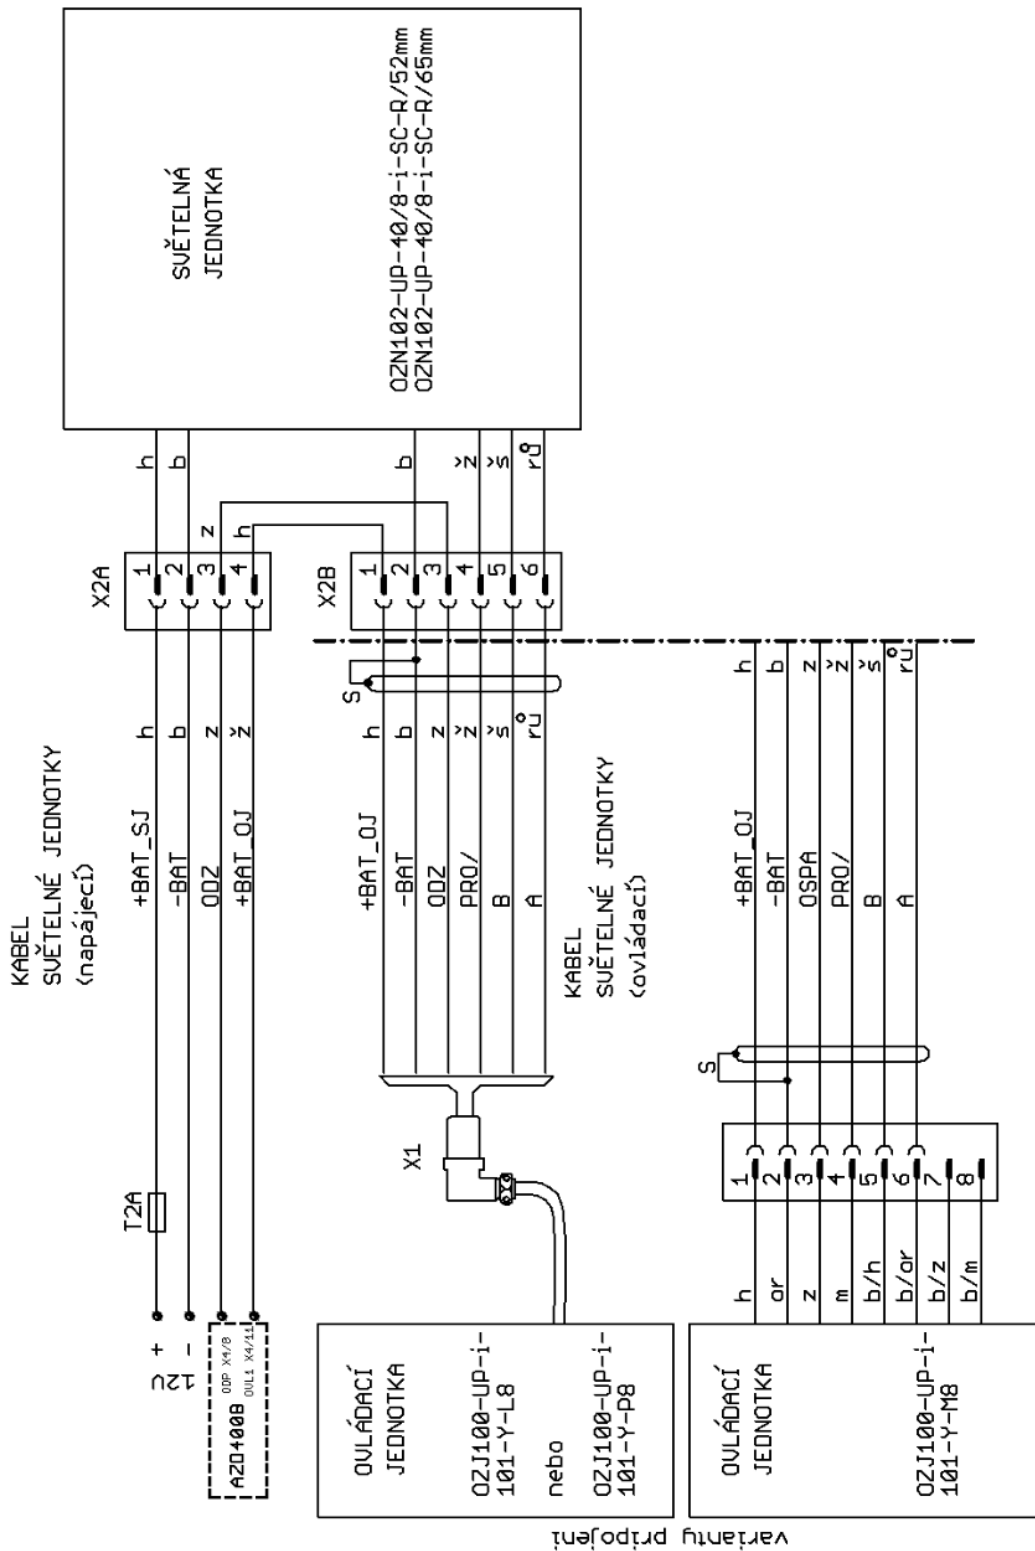 SVĚTELNÁ
JEDNOTKA
OZN102-UP-40/8-i-SC-R/52mm
OZN102-UP-40/8-i-SC-R/65mm
h
b
z
h
b
ž
š
rů
X2A
1
2
3
4
X2B
1
2
3
4
5
6
KABEL
SVĚTELNÉ JEDNOTKY
(napájecí)
+BAT_SJ
h
-BAT
b
ODZ
z
+BAT_OJ
ž
T2A
+
-
12V
AZD400B
ODP X4/8
OVL1 X4/11
S
+BAT_OJ
h
-BAT
b
ODZ
z
PRO/
ž
B
š
A
rů
KABEL
SVĚTELNÉ JEDNOTKY
(ovládací)
X1
OVLÁDACÍ
JEDNOTKA
OZJ100-UP-i-
101-Y-L8
nebo
OZJ100-UP-i-
101-Y-P8
+BAT_OJ
h
-BAT
b
OSPA
z
PRO/
ž
B
š
A
rů
S
1
2
3
4
5
6
7
8
h
or
z
m
b/h
b/or
b/z
b/m
OVLÁDACÍ
JEDNOTKA
OZJ100-UP-i-
101-Y-M8
varianty připojení